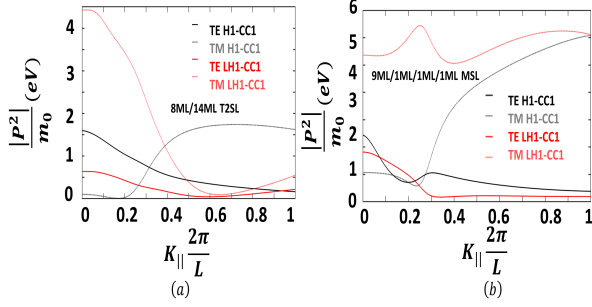 |P²|/m₀ (eV)
4
3
2
1
0
TE H1-CC1
TM H1-CC1
TE LH1-CC1
TM LH1-CC1
8ML/14ML T2SL
0 0.2 0.4 0.6 0.8 1
K|| 2π/L
(a)
|P²|/m₀ (eV)
6
5
4
3
2
1
0
9ML/1ML/1ML/1ML MSL
TE H1-CC1
TM H1-CC1
TE LH1-CC1
TM LH1-CC1
0 0.2 0.4 0.6 0.8 1
K|| 2π/L
(b)